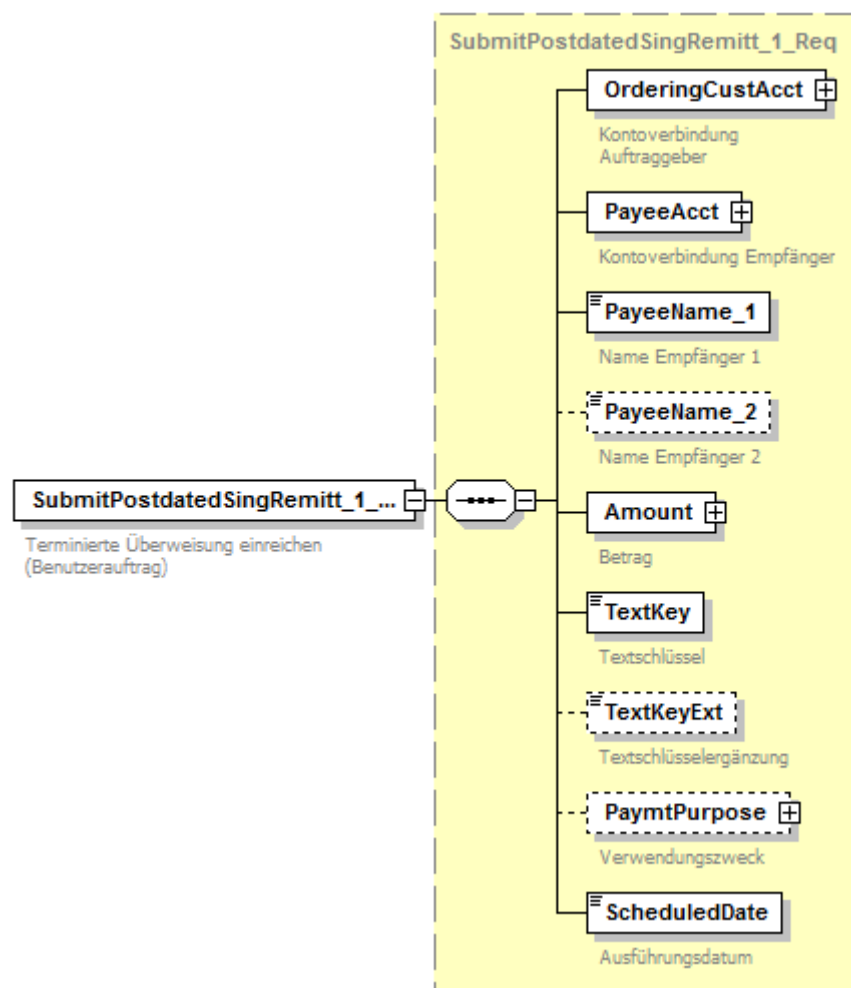 SubmitPostdatedSingRemitt_1_Req
OrderingCustAcct
Kontoverbindung
Auftraggeber
PayeeAcct
Kontoverbindung Empfänger
PayeeName_1
Name Empfänger 1
PayeeName_2
Name Empfänger 2
SubmitPostdatedSingRemitt_1_...
Terminierte Überweisung einreichen
(Benutzerauftrag)
Amount
Betrag
TextKey
Textschlüssel
TextKeyExt
Textschlüsselergänzung
PaymtPurpose
Verwendungszweck
ScheduledDate
Ausführungsdatum